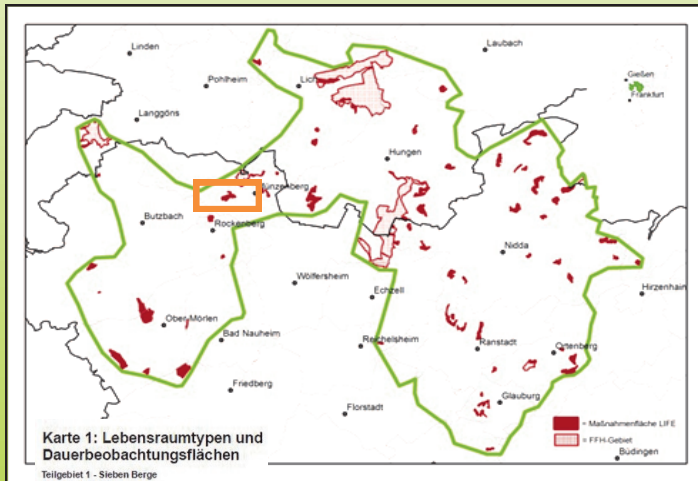 Linden
Laubach
Pohlheim
Lich
Gießen
Frankfurt
Langgöns
Hungen
Münzenberg
Butzbach
Rockenberg
Nidda
Wölfersheim
Echzell
Hirzenhain
Ober-Mörlen
Bad Nauheim
Reichelsheim
Ranstadt
Ortenberg
Friedberg
Florstadt
Glauburg
= Maßnahmenfläche LIFE
= FFH-Gebiet
Büdingen
Karte 1: Lebensraumtypen und
Dauerbeobachtungsflächen
Teilgebiet 1 - Sieben Berge